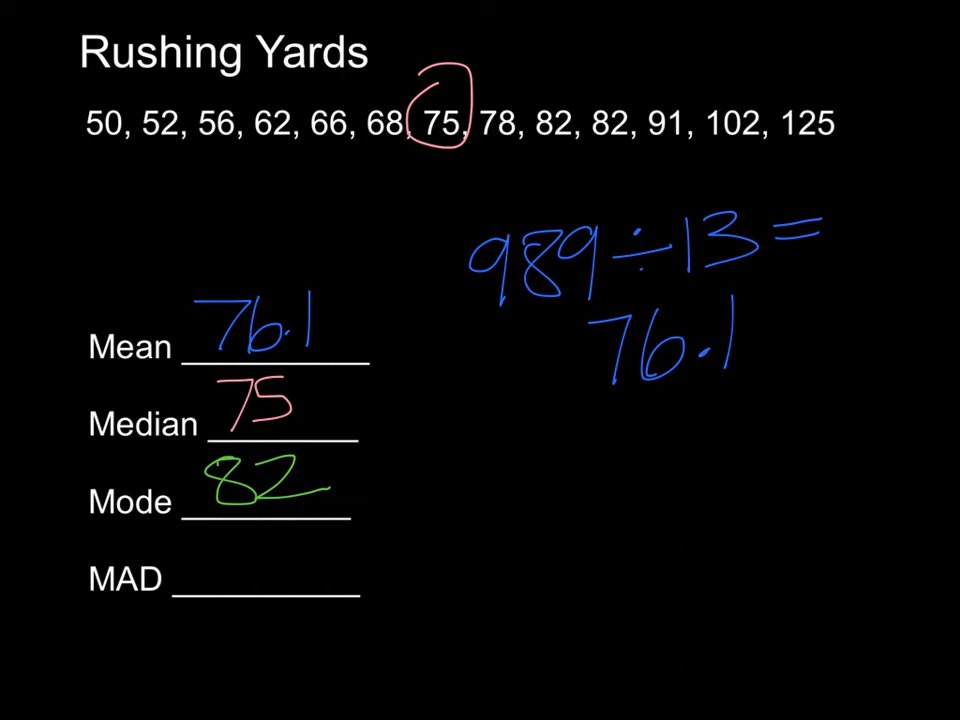 Rushing Yards
50, 52, 56, 62, 66, 68, 75, 78, 82, 82, 91, 102, 125
989 ÷ 13 =
76.1
Mean 76.1
Median 75
Mode 82
MAD